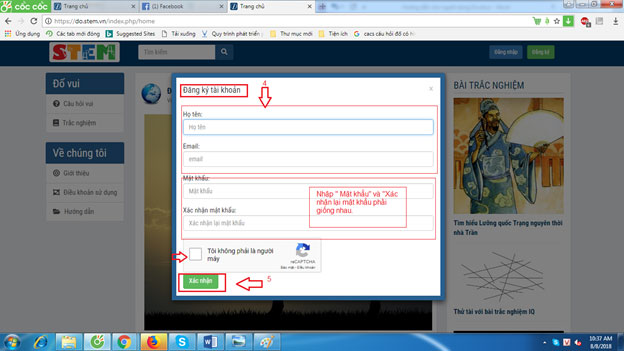 cốc cốc
Trang chủ
(1) Facebook
Trang chủ
https://do.stem.vn/index.php/home
Ứng dụng
Các tab mới đóng
Suggested Sites
Trang chủ
Quy trình phát triển
Thư mục mới
Tiện ích
cacs câu hỏi đố có h
STEM
Tìm kiếm
Đăng nhập
Đăng ký
Đố vui
Câu hỏi vui
Trắc nghiệm
Về chúng tôi
Giới thiệu
Điều khoản sử dụng
Hướng dẫn
Đăng ký tài khoản
×
4
Họ tên:
Họ tên
Email:
email
Mật khẩu:
Mật khẩu
Xác nhận mật khẩu:
Xác nhận lại mật khẩu
Nhập " Mật khẩu" và "Xác
nhận lại mật khẩu phải
giống nhau.
Tôi không phải là người
máy
reCAPTCHA
Bảo mật - Điều khoản
Xác nhận
5
BÀI TRẮC NGHIỆM
Tìm hiểu Lưỡng quốc Trạng nguyên thời
nhà Trần
Thử tài với bài trắc nghiệm IQ
10:37 AM
8/8/2018